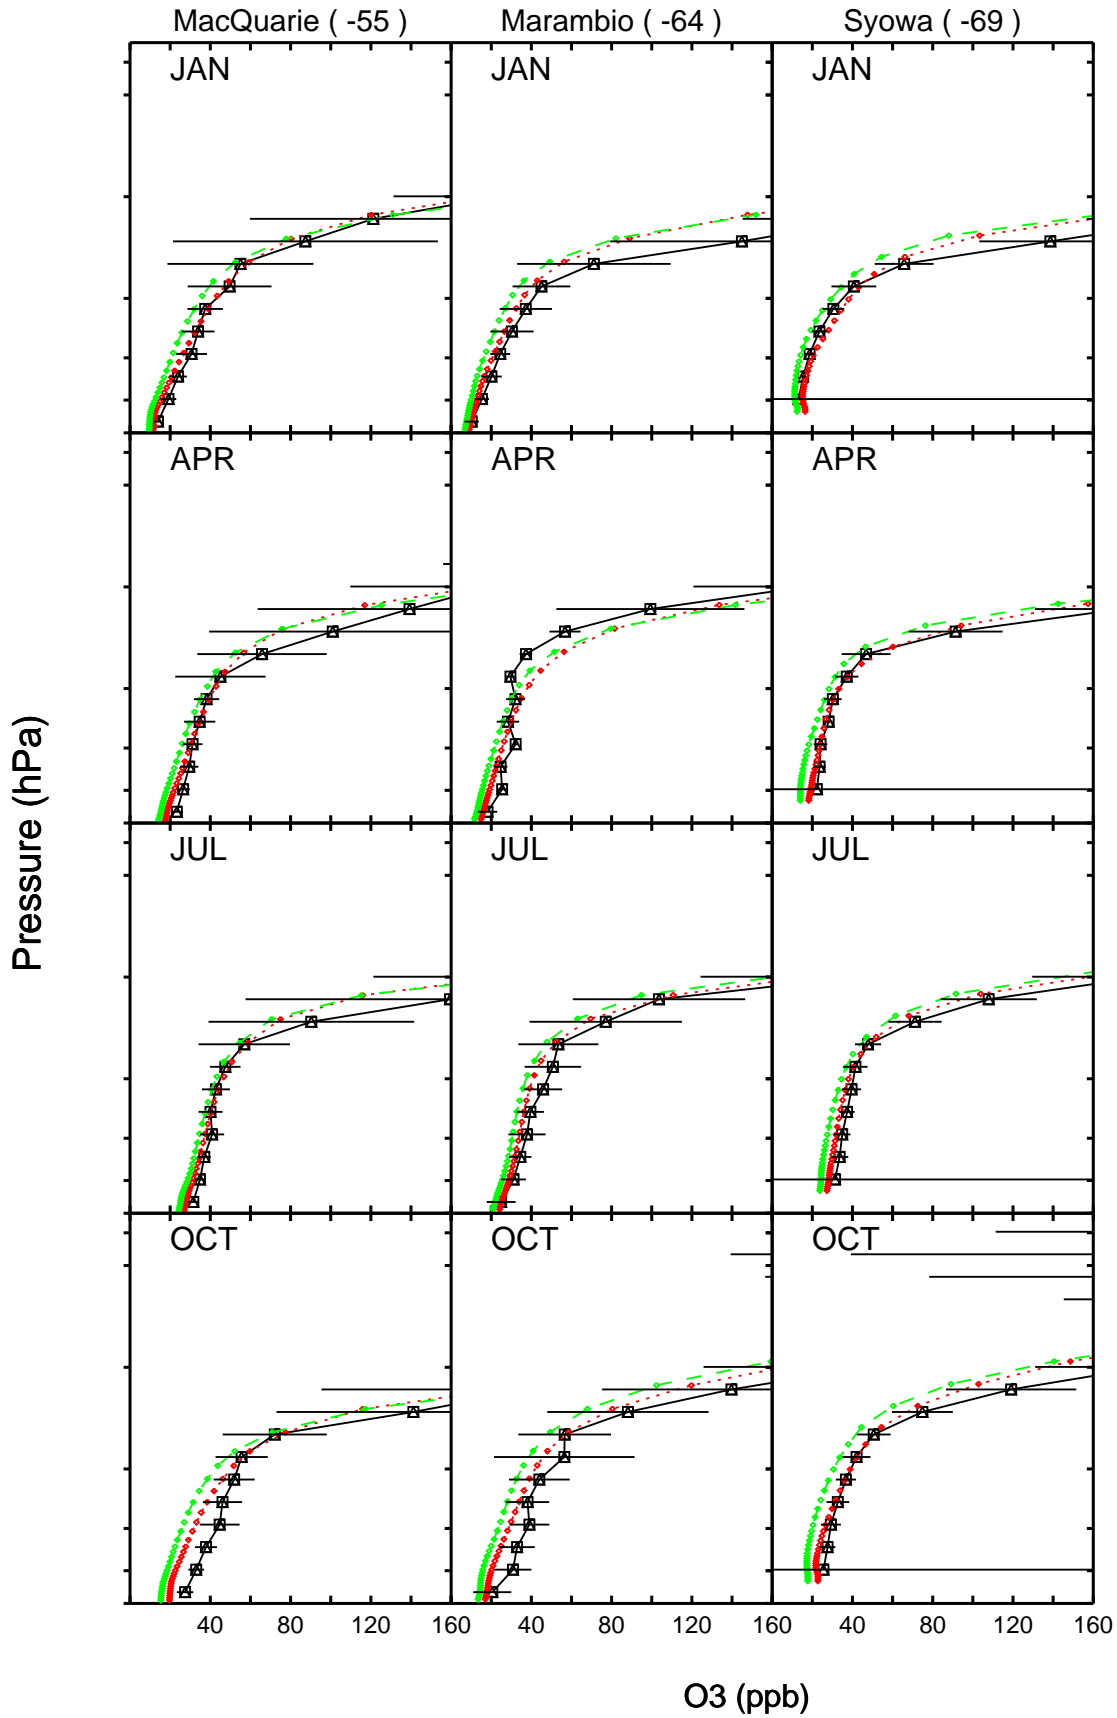 MacQuarie ( -55 ) Marambio ( -64 ) Syowa ( -69 )
JAN JAN JAN
APR APR APR
JUL JUL JUL
OCT OCT OCT
Pressure (hPa)
40 80 120 160 40 80 120 160 40 80 120 160
O3 (ppb)